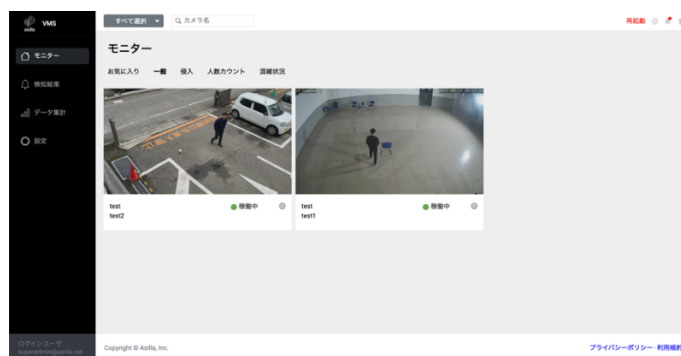 asilla
VMS
すべて選択
カメラ名
再起動
モニター
モニター
検知結果
データ集計
設定
お気に入り 一般 侵入 人数カウント 混雑状況
test
test2
稼働中
test
test1
稼働中
ログインユーザ
superadmin@asilla.net
Copyright © Asilla, Inc.
プライバシーポリシー · 利用規約